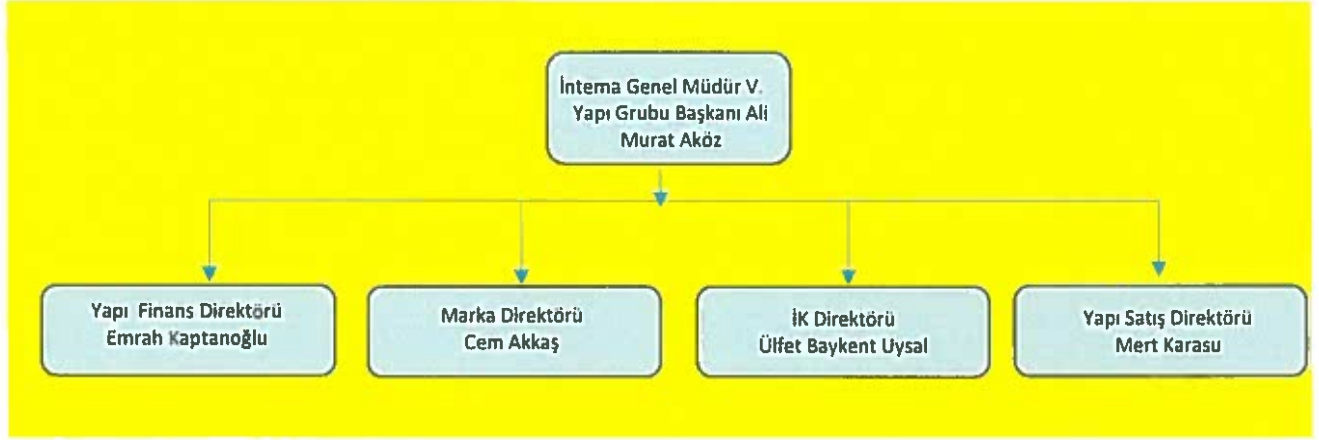 İntema Genel Müdür V.
Yapı Grubu Başkanı Ali
Murat Aköz
Yapı Finans Direktörü
Emrah Kaptanoğlu
Marka Direktörü
Cem Akkaş
İK Direktörü
Ülfet Baykent Uysal
Yapı Satış Direktörü
Mert Karasu